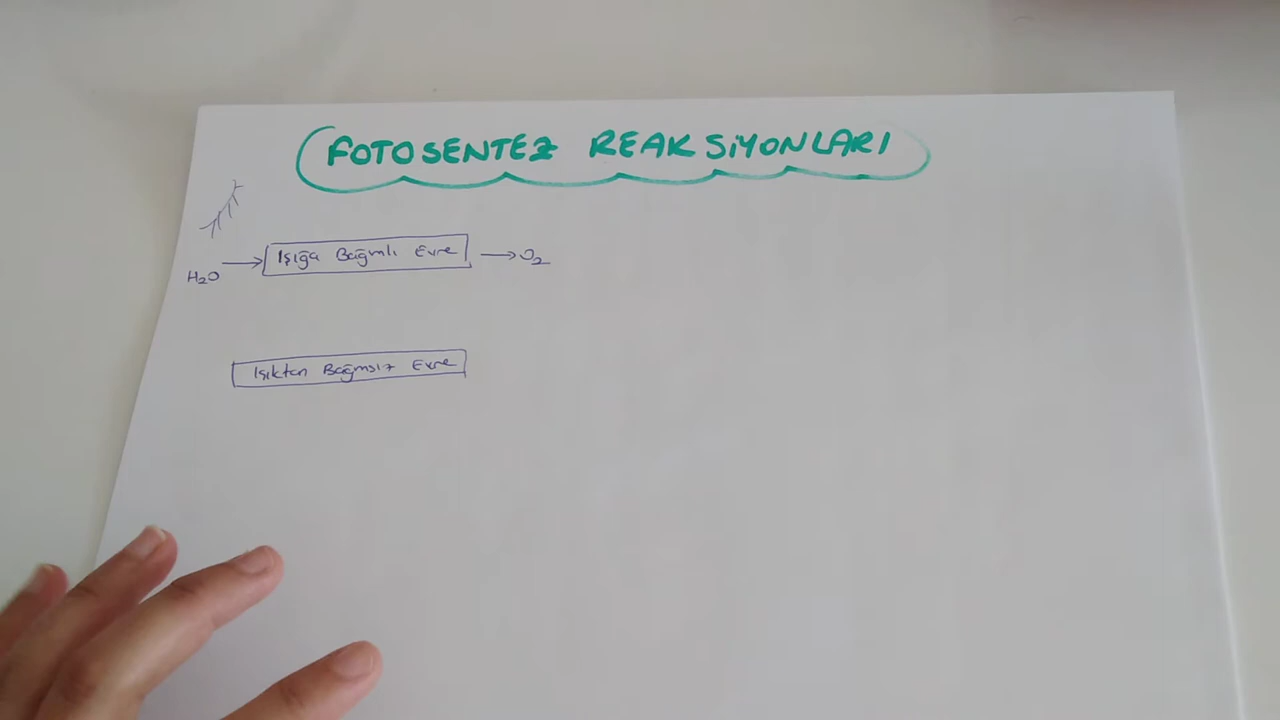 FOTOSENTEZ REAKSİYONLARI
H₂O → Işığa Bağımlı Evre → O₂
Işıktan Bağımsız Evre